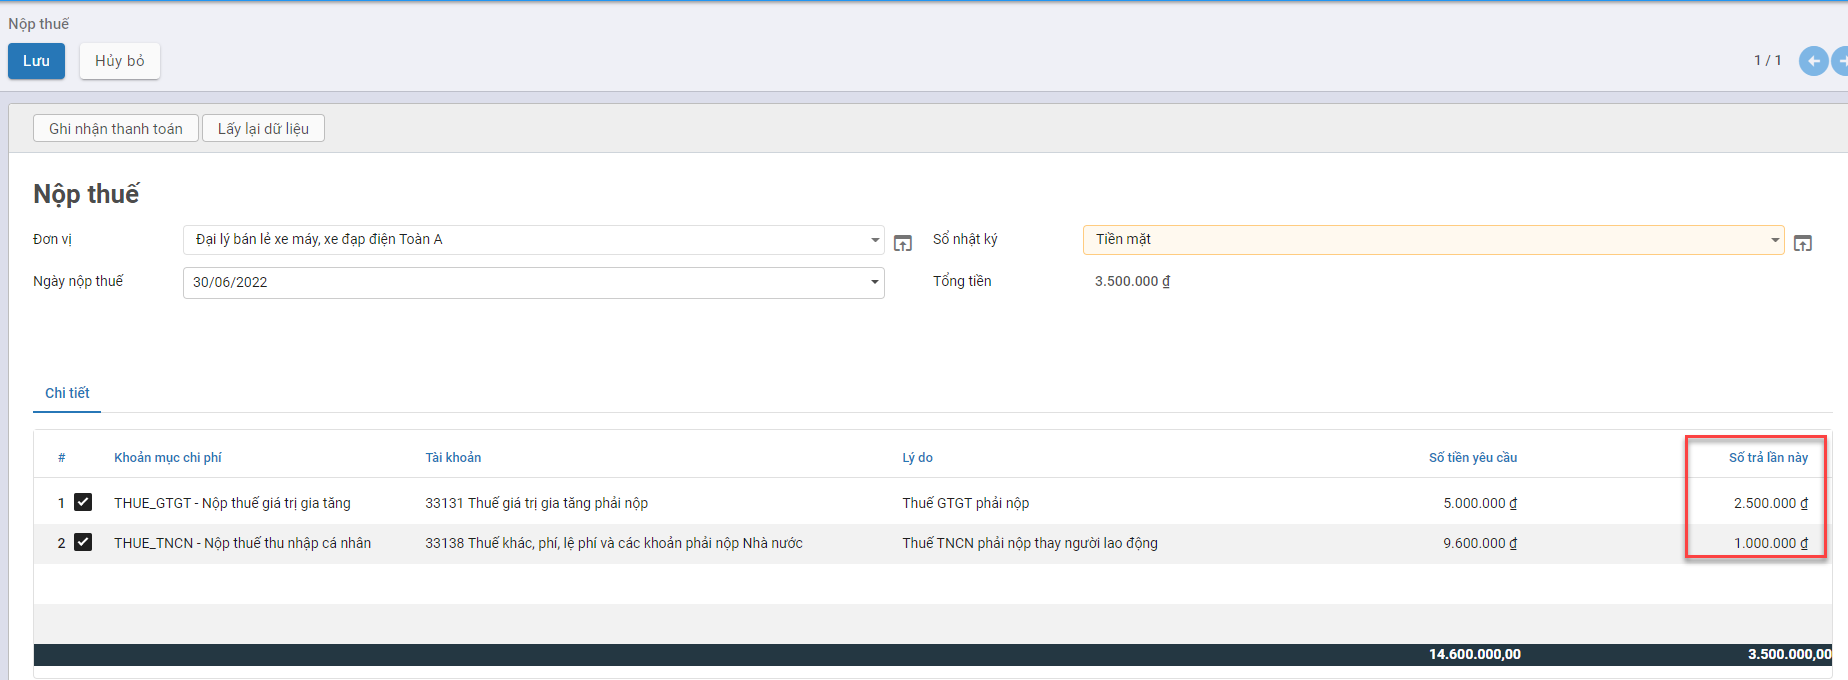 Nộp thuế
Lưu Hủy bỏ 1 / 1
Ghi nhận thanh toán Lấy lại dữ liệu
Nộp thuế
Đơn vị Đại lý bán lẻ xe máy, xe đạp điện Toàn A Sổ nhật ký Tiền mặt
Ngày nộp thuế 30/06/2022 Tổng tiền 3.500.000 ₫
Chi tiết
# Khoản mục chi phí Tài khoản Lý do Số tiền yêu cầu Số trả lần này
1 THUE_GTGT - Nộp thuế giá trị gia tăng 33131 Thuế giá trị gia tăng phải nộp Thuế GTGT phải nộp 5.000.000 ₫ 2.500.000 ₫
2 THUE_TNCN - Nộp thuế thu nhập cá nhân 33138 Thuế khác, phí, lệ phí và các khoản phải nộp Nhà nước Thuế TNCN phải nộp thay người lao động 9.600.000 ₫ 1.000.000 ₫
14.600.000,00 3.500.000,00